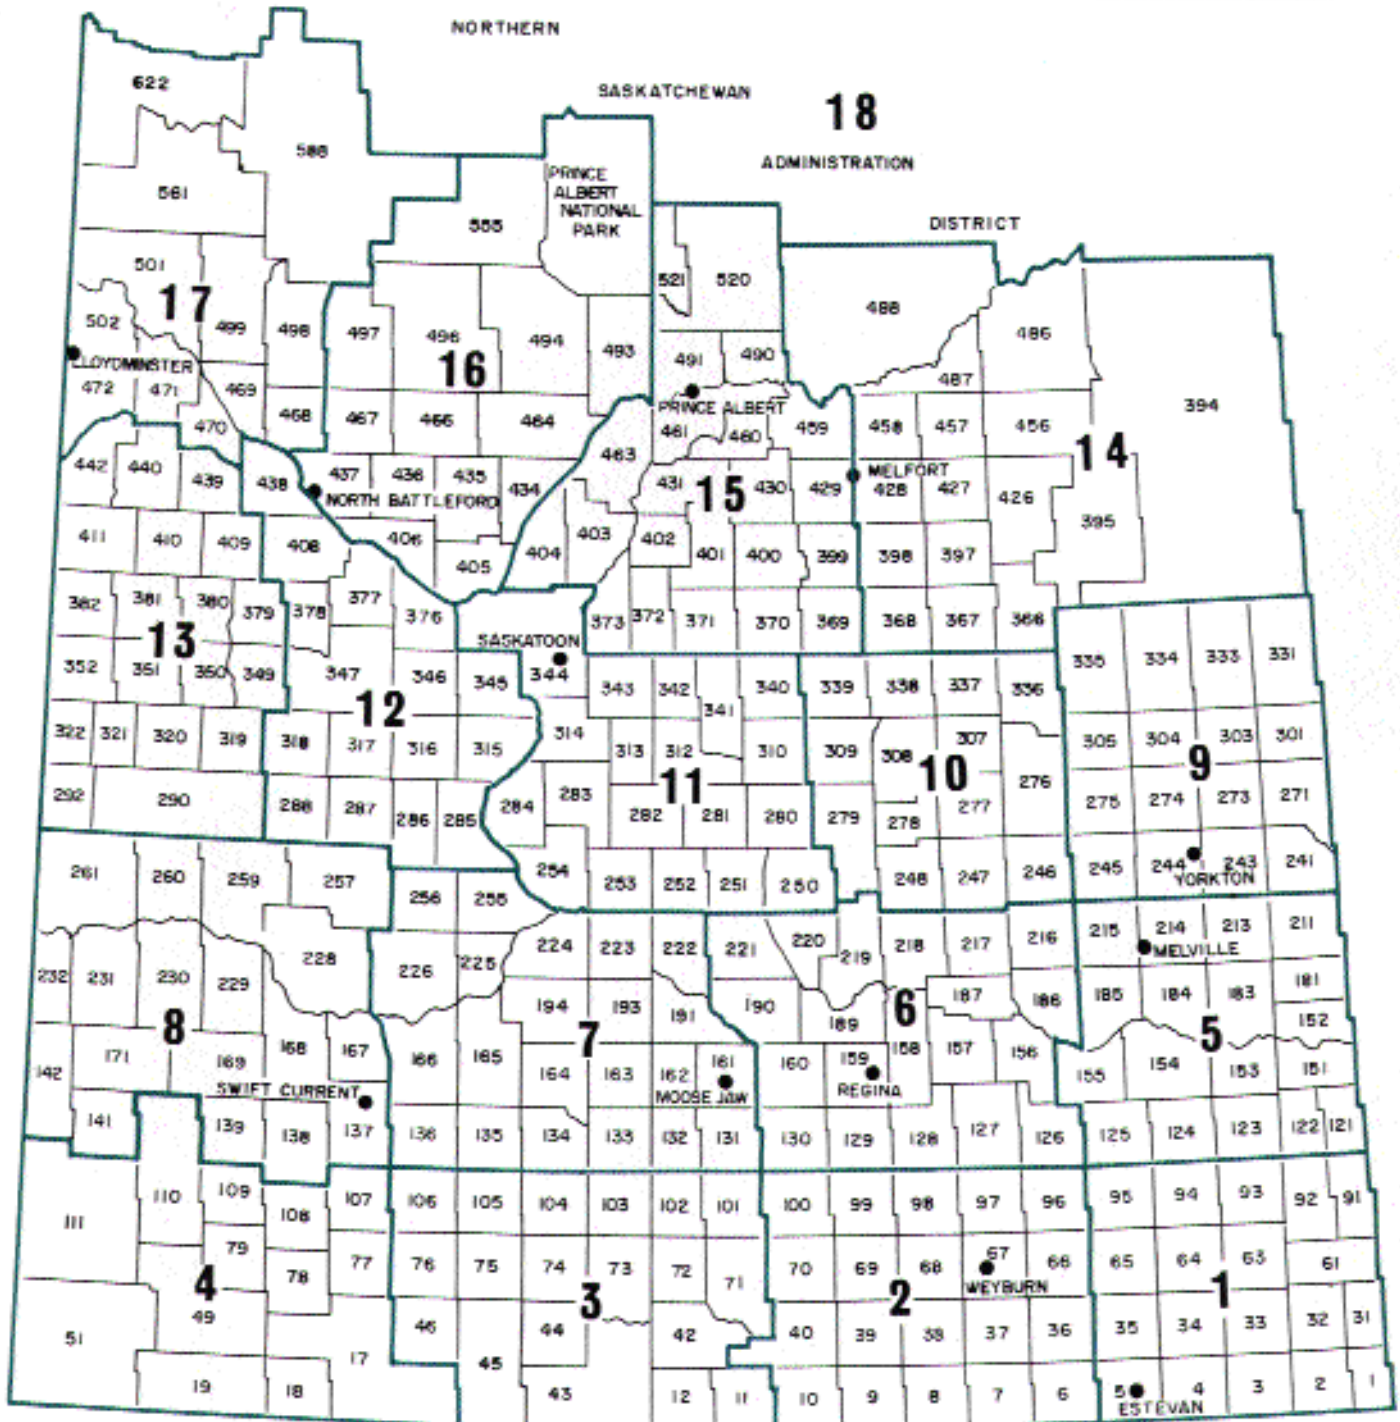 NORTHERN
622
SASKATCHEWAN
18
588
ADMINISTRATION
PRINCE
ALBERT
NATIONAL
PARK
561
555
DISTRICT
501
521 520
17
502 499 498 497 496 494 493
488 486
LLOYDMINSTER
16
491 490
472 471 469
487
PRINCE ALBERT
394
470 468 467 466 464
461 460 459 458 457 456
14
442 440 439 438 437 436 435 434 463
431 15 430 429 MELFORT 428 427 426
NORTH BATTLEFORD
395
411 410 409 408 406 405 404 403 402 401 400 399 398 397
382 381 380 379 378 377 376
373 372 371 370 369 368 367 366
13
SASKATOON
352 351 350 349 347 346 345 344
343 342 341 340 339 338 337 336
335 334 333 331
12
322 321 320 319 318 317 316 315 314 313 312 310 309 308 307
305 304 303 301
11 10 9
276
292 290 288 287 286 285 284 283 282 281 280 279 278 277
275 274 273 271
261 260 259 257 256 255 254 253 252 251 250 248 247 246 245 244 243 241
YORKTON
232 231 230 229 228 226 225 224 223 222 221 220 219 218 217 216 215 214 213 211
MELVILLE
194 193 191 190 189 187 186 185 184 183 181
8 7 6 5
152
142 171 169 168 167 166 165 164 163 162 161 160 159 158 157 156 155 154 153 151
SWIFT CURRENT
MOOSE JAW
REGINA
141 139 138 137 136 135 134 133 132 131 130 129 128 127 126 125 124 123 122 121
111 110 109 108 107 106 105 104 103 102 101 100 99 98 97 96 95 94 93 92 91
79 78 77 76 75 74 73 72 71 70 69 68 67 66 65 64 63 61
WEYBURN
4 3 2 1
51 49 46 44 42 40 39 38 37 36 35 34 33 32 31
19 18 17 45 43 12 11 10 9 8 7 6 5 4 3 2 1
ESTEVAN